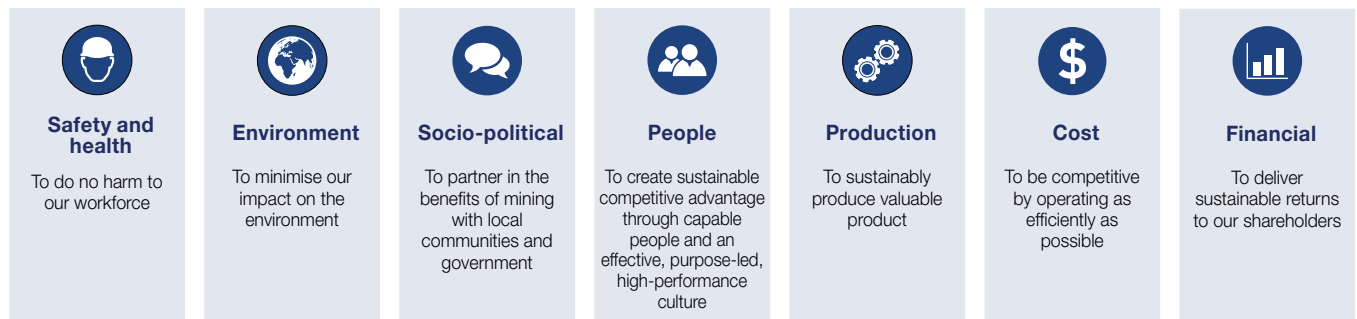 Safety and
health
To do no harm to
our workforce
Environment
To minimise our
impact on the
environment
Socio-political
To partner in the
benefits of mining
with local
communities and
government
People
To create sustainable
competitive advantage
through capable
people and an
effective, purpose-led,
high-performance
culture
Production
To sustainably
produce valuable
product
Cost
To be competitive
by operating as
efficiently as
possible
Financial
To deliver
sustainable returns
to our shareholders